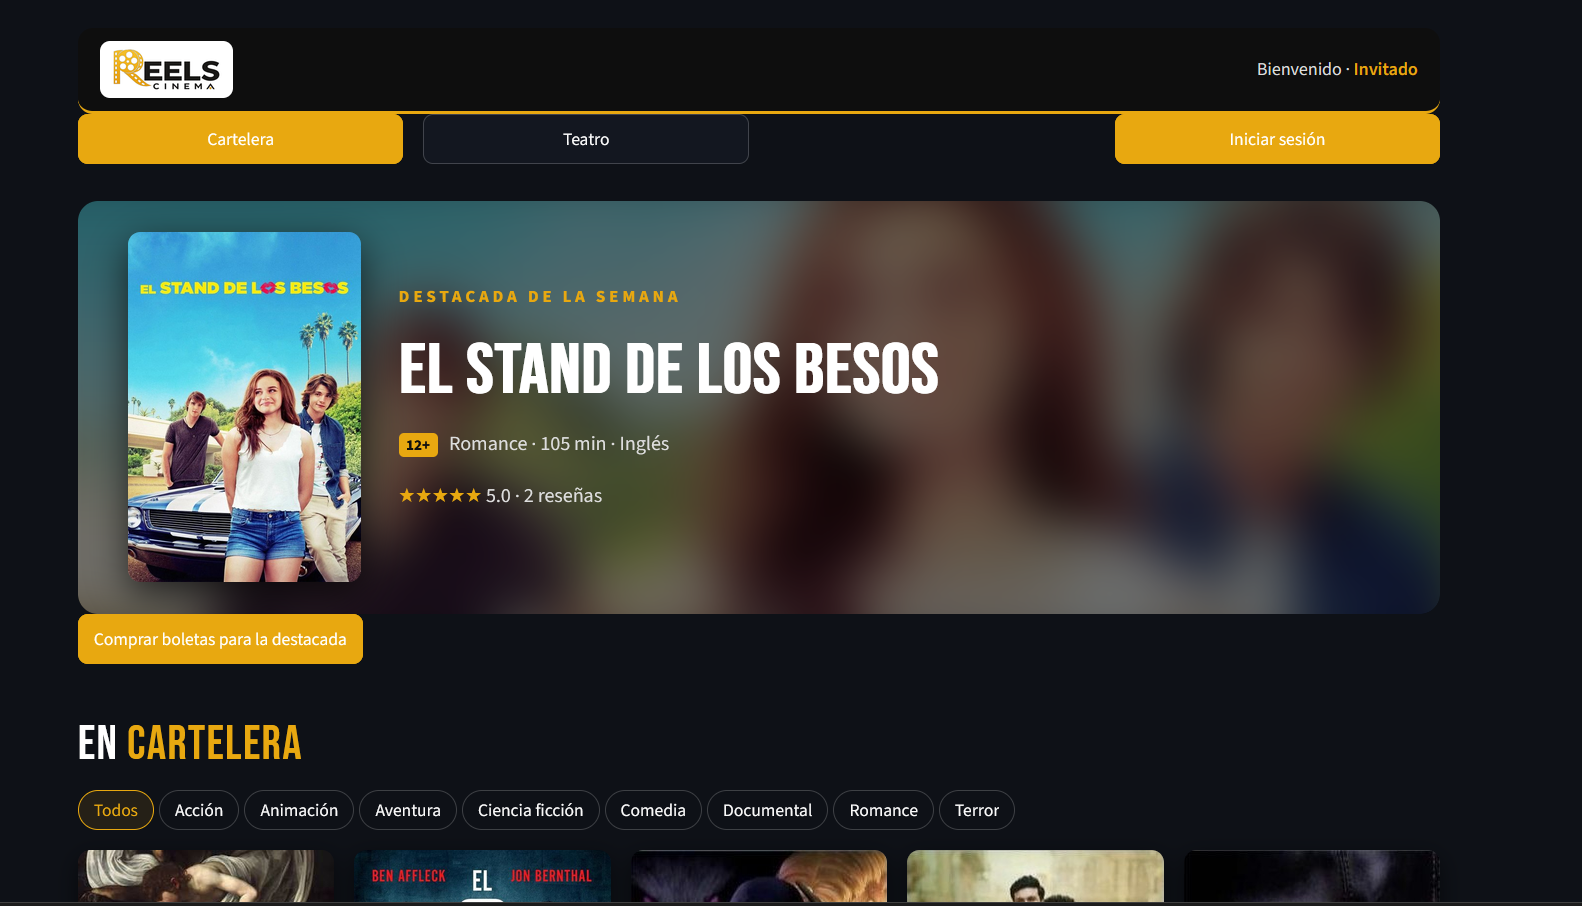 REELS
CINEMA
Bienvenido · Invitado
Cartelera
Teatro
Iniciar sesión
EL STAND DE LOS BESOS
DESTACADA DE LA SEMANA
EL STAND DE LOS BESOS
12+ Romance · 105 min · Inglés
★★★★★ 5.0 · 2 reseñas
Comprar boletas para la destacada
EN CARTELERA
Todos
Acción
Animación
Aventura
Ciencia ficción
Comedia
Documental
Romance
Terror
BEN AFFLECK
EL
JON BERNTHAL